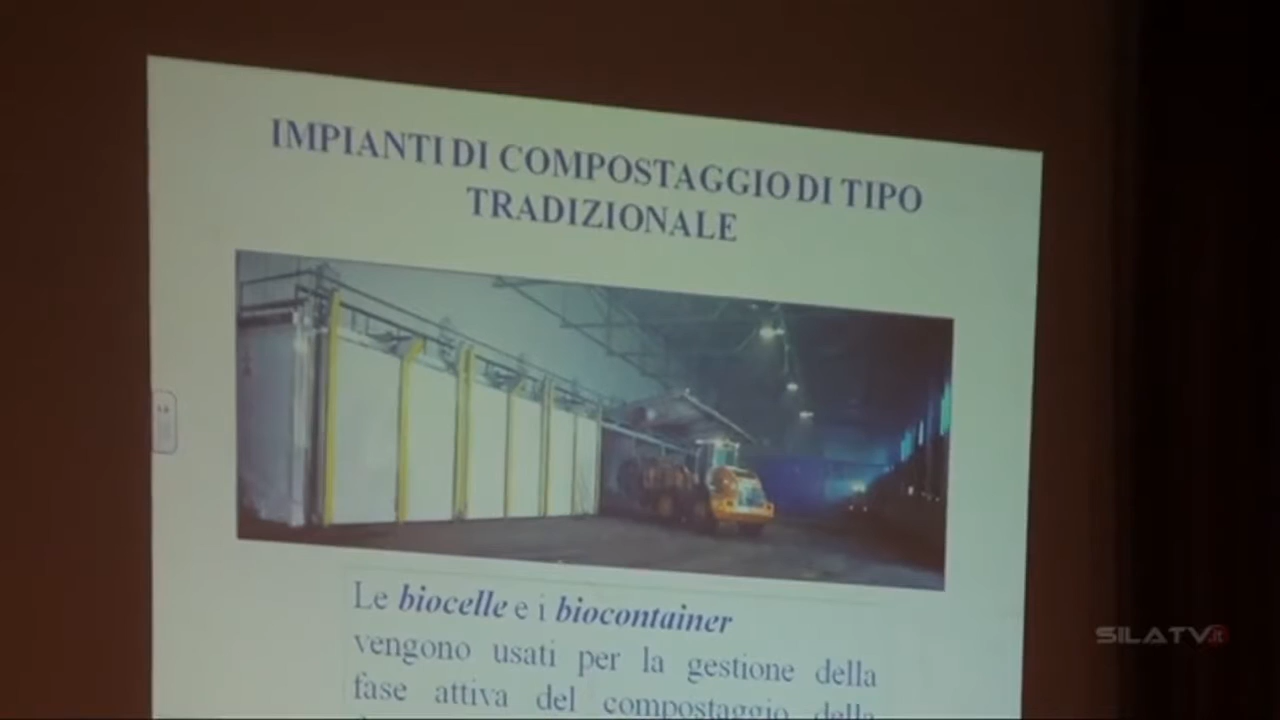 IMPIANTI DI COMPOSTAGGIO DI TIPO
TRADIZIONALE
Le biocelle e i biocontainer
vengono usati per la gestione della
fase attiva del compostaggio della
SILATV.it